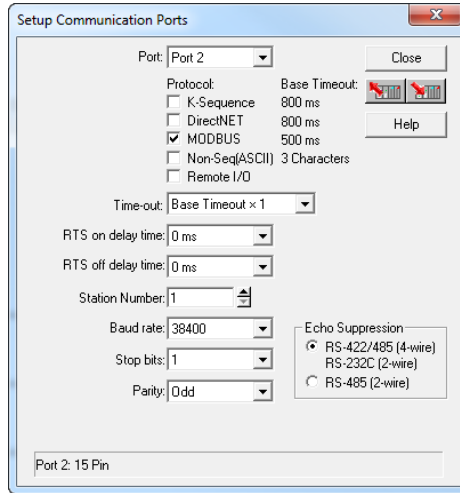 Setup Communication Ports
x
Port: Port 2
Close
Protocol: Base Timeout:
K-Sequence 800 ms
DirectNET 800 ms
MODBUS 500 ms
Help
Non-Seq(ASCII) 3 Characters
Remote I/O
Time-out: Base Timeout × 1
RTS on delay time: 0 ms
RTS off delay time: 0 ms
Station Number: 1
Baud rate: 38400
Stop bits: 1
Parity: Odd
Echo Suppression
RS-422/485 (4-wire)
RS-232C (2-wire)
RS-485 (2-wire)
Port 2: 15 Pin